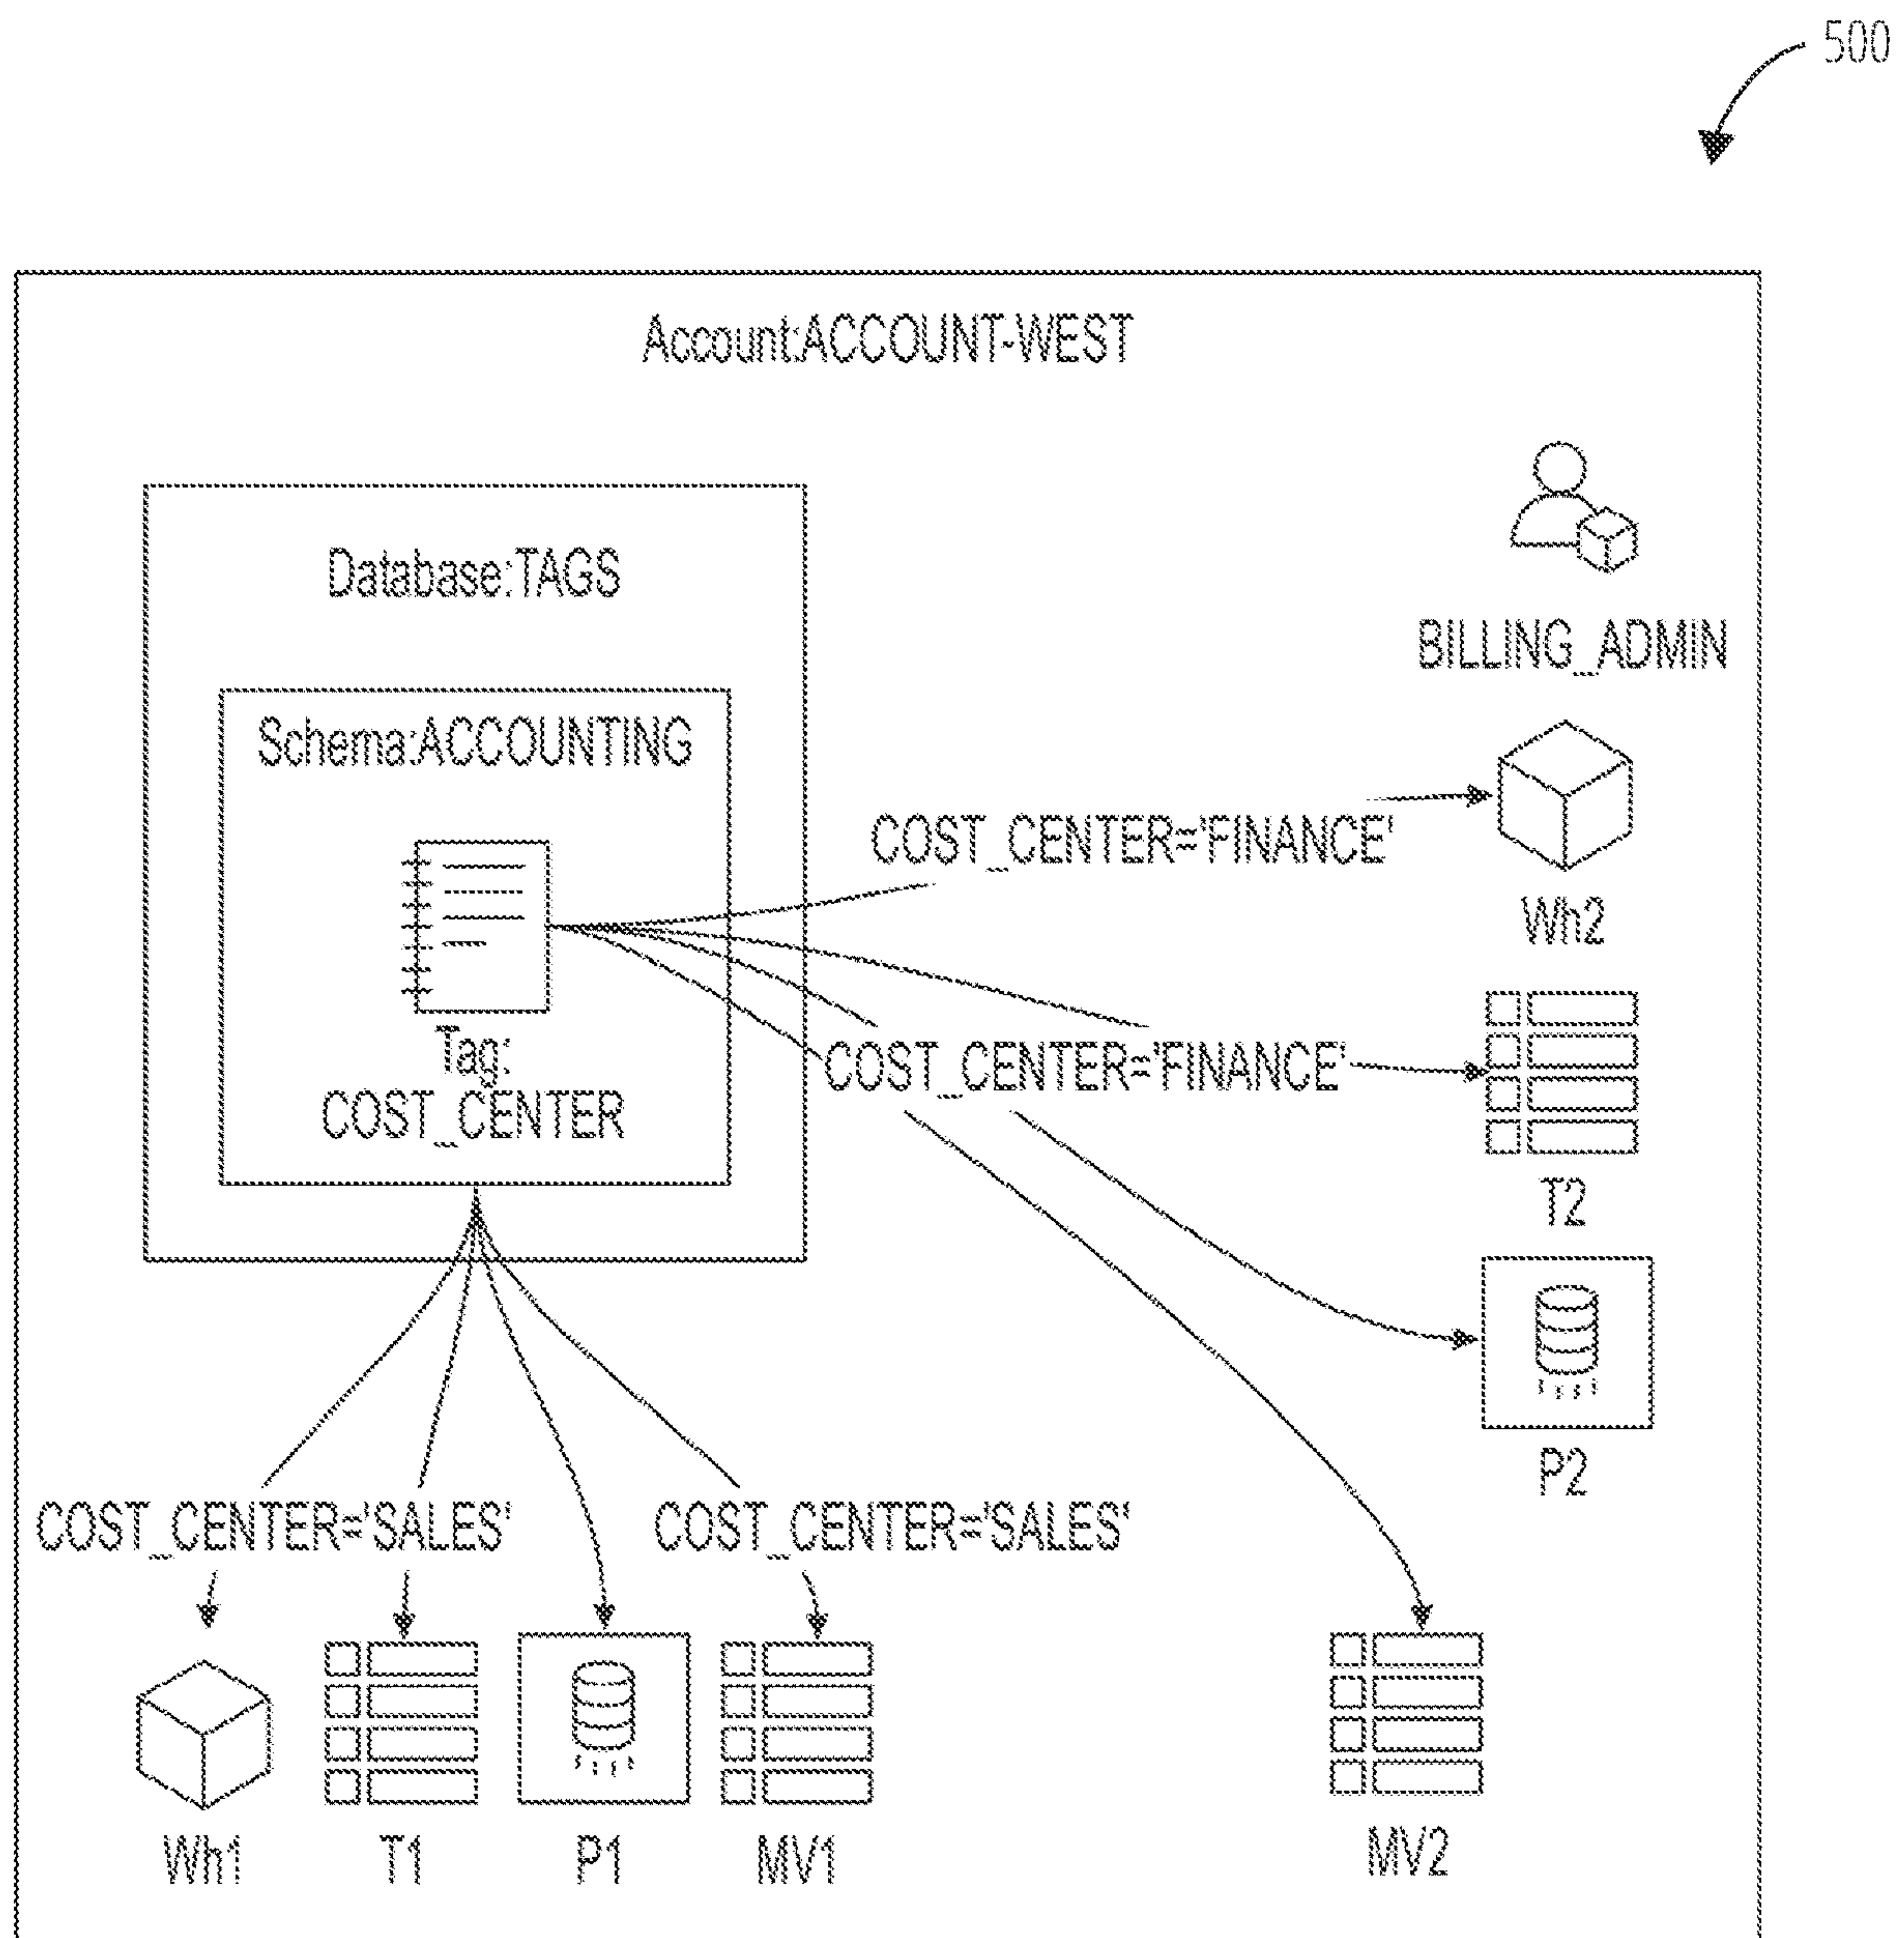 500
Account:ACCOUNT-WEST
Database:TAGS
BILLING_ADMIN
Schema:ACCOUNTING
COST_CENTER='FINANCE'
Wh2
Tag:
COST_CENTER
COST_CENTER='FINANCE'
T2
P2
COST_CENTER='SALES'
COST_CENTER='SALES'
Wh1
T1
P1
MV1
MV2